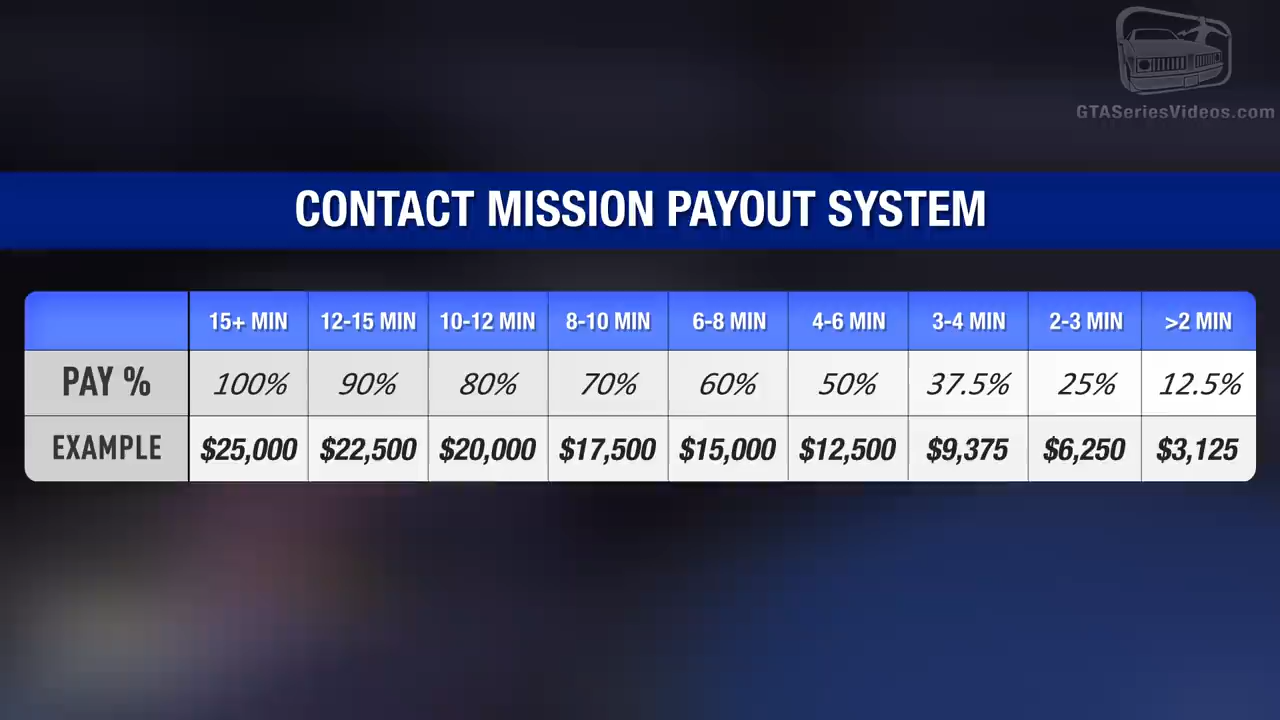 GTASeriesVideos.com
CONTACT MISSION PAYOUT SYSTEM
15+ MIN 12-15 MIN 10-12 MIN 8-10 MIN 6-8 MIN 4-6 MIN 3-4 MIN 2-3 MIN >2 MIN
PAY % 100% 90% 80% 70% 60% 50% 37.5% 25% 12.5%
EXAMPLE $25,000 $22,500 $20,000 $17,500 $15,000 $12,500 $9,375 $6,250 $3,125